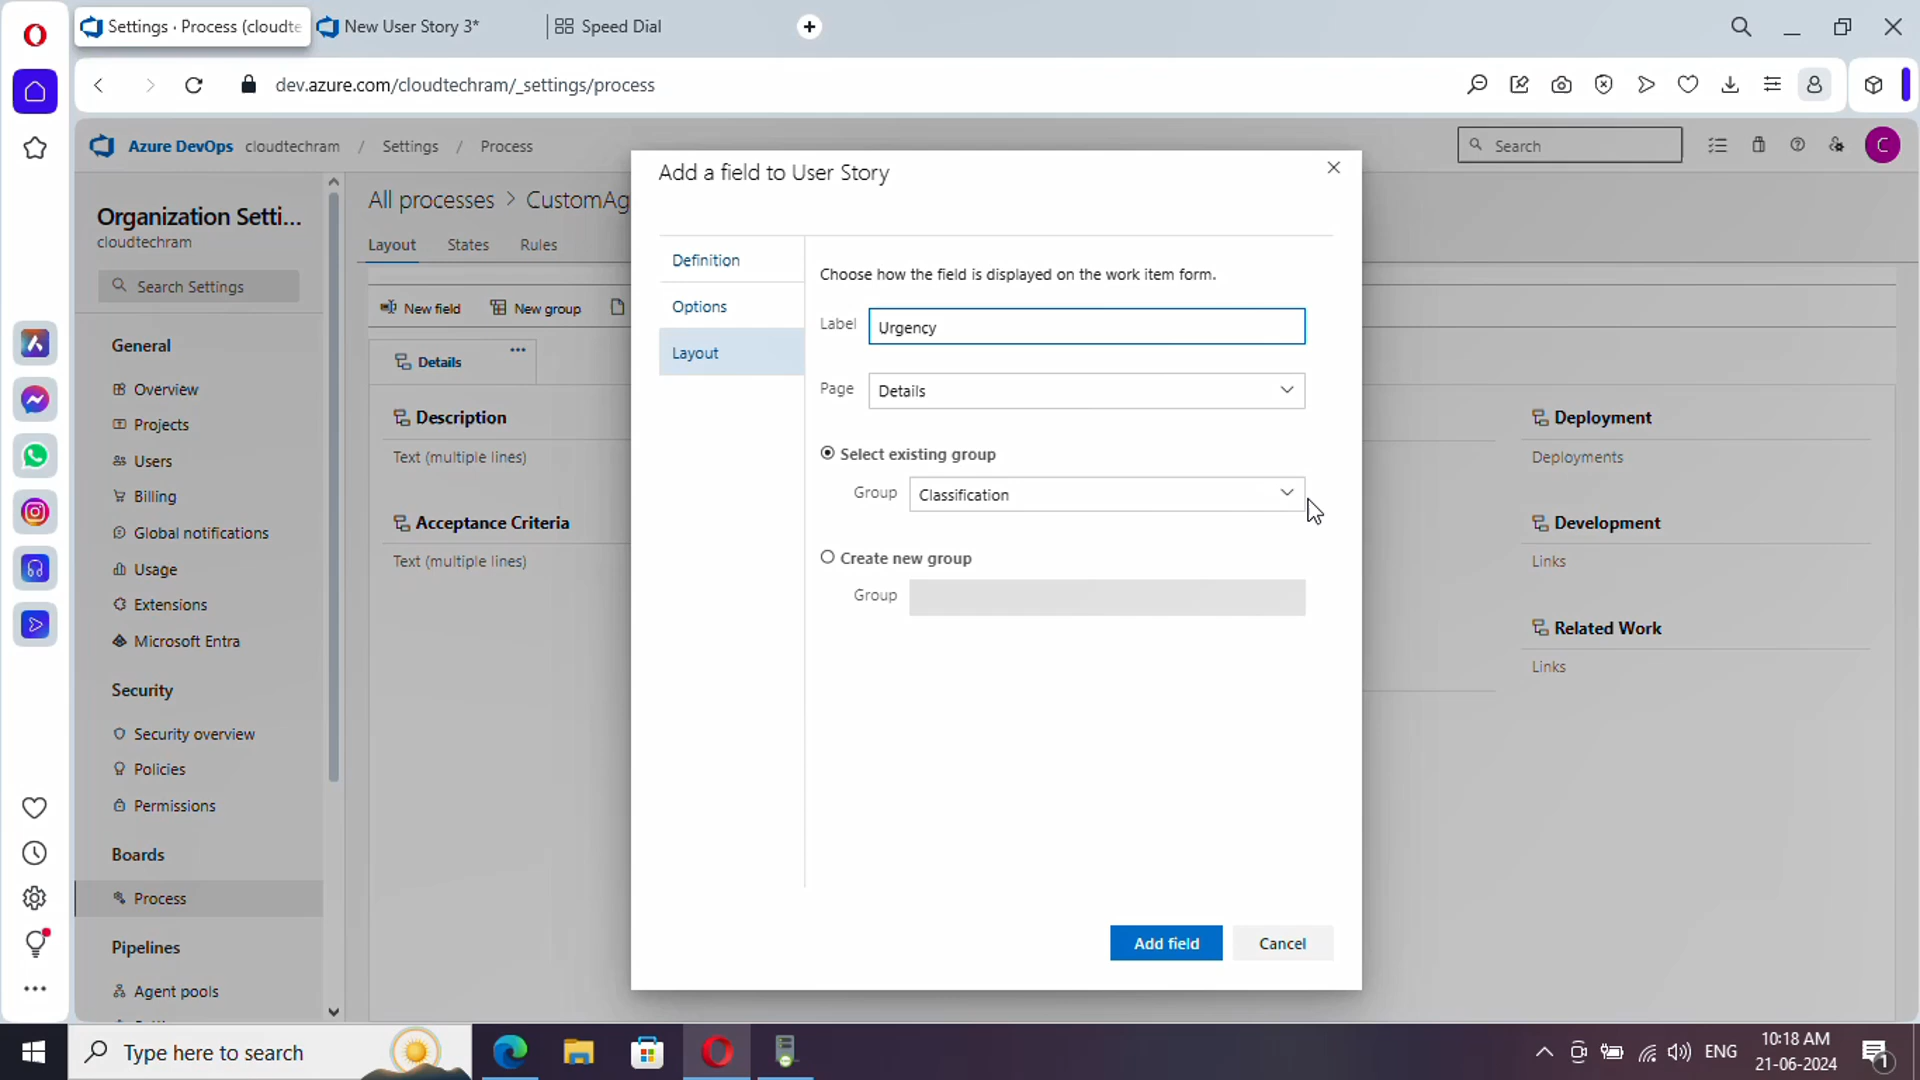 Settings · Process (cloudte
New User Story 3*
Speed Dial
dev.azure.com/cloudtechram/_settings/process
Azure DevOps cloudtechram / Settings / Process
Search
C
Organization Setti...
cloudtechram
Search Settings
General
Overview
Projects
Users
Billing
Global notifications
Usage
Extensions
Microsoft Entra
Security
Security overview
Policies
Permissions
Boards
Process
Pipelines
Agent pools
All processes > CustomAg
Layout States Rules
New field New group
Details
Description
Text (multiple lines)
Acceptance Criteria
Text (multiple lines)
Add a field to User Story
Definition
Options
Layout
Choose how the field is displayed on the work item form.
Label Urgency
Page Details
Select existing group
Group Classification
Create new group
Group
Add field Cancel
Deployment
Deployments
Development
Links
Related Work
Links
Type here to search
ENG
10:18 AM
21-06-2024
1